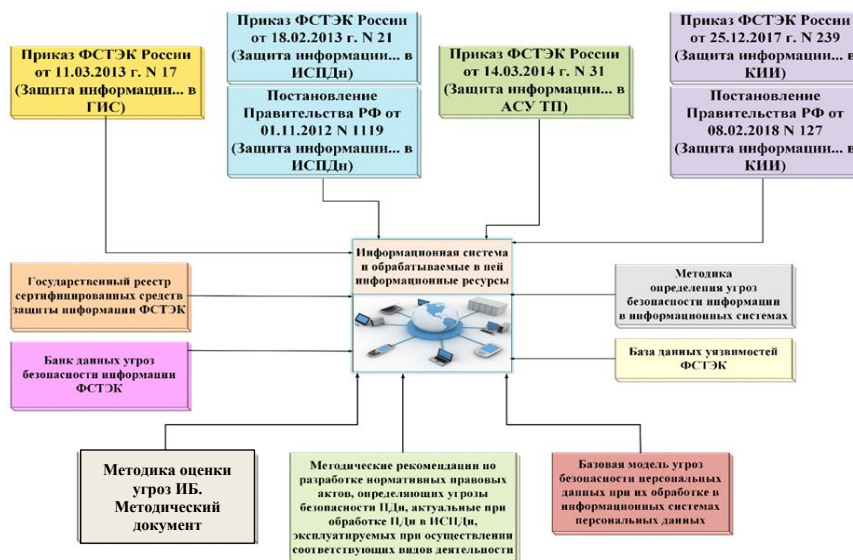 Приказ ФСТЭК России
от 11.03.2013 г. N 17
(Защита информации... в
ГИС)
Приказ ФСТЭК России
от 18.02.2013 г. N 21
(Защита информации... в
ИСПДн)
Постановление
Правительства РФ от
01.11.2012 N 1119
(Защита информации... в
ИСПДн)
Приказ ФСТЭК России
от 14.03.2014 г. N 31
(Защита информации... в
АСУ ТП)
Приказ ФСТЭК России
от 25.12.2017 г. N 239
(Защита информации... в
КИИ)
Постановление
Правительства РФ от
08.02.2018 N 127
(Защита информации... в
КИИ)
Информационная система
и обрабатываемые в ней
информационные ресурсы
Государственный реестр
сертифицированных средств
защиты информации ФСТЭК
Методика
определения угроз
безопасности информации
в информационных системах
Банк данных угроз
безопасности информации
ФСТЭК
База данных уязвимостей
ФСТЭК
Методика оценки
угроз ИБ.
Методический
документ
Методические рекомендации по
разработке нормативных правовых
актов, определяющих угрозы
безопасности ПДн, актуальные при
обработке ПДн в ИСПДн,
эксплуатируемых при осуществлении
соответствующих видов деятельности
Базовая модель угроз
безопасности персональных
данных при их обработке в
информационных системах
персональных данных